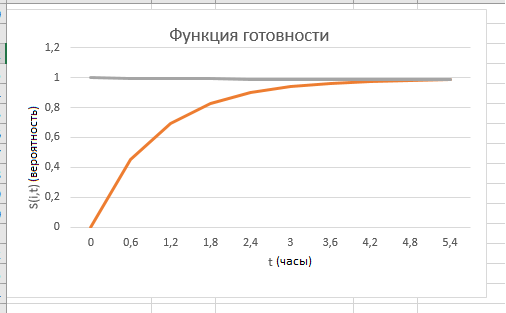 Функция готовности
1,2
1
0,8
0,6
0,4
0,2
0
S(i,t) (вероятность)
0 0,6 1,2 1,8 2,4 3 3,6 4,2 4,8 5,4
t (часы)